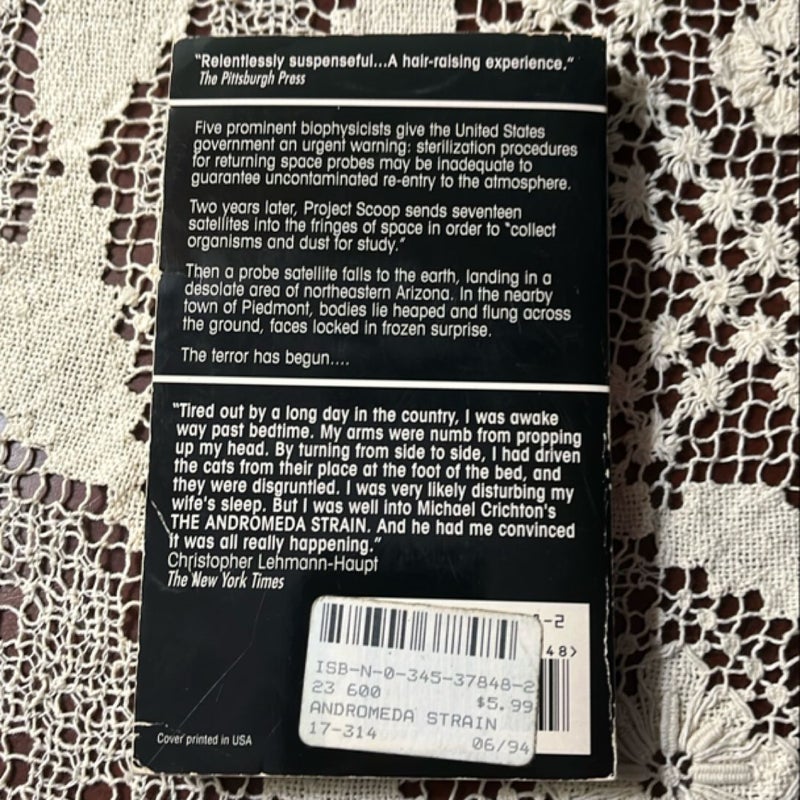 "Relentlessly suspenseful...A hair-raising experience."
The Pittsburgh Press
Five prominent biophysicists give the United States
government an urgent warning: sterilization procedures
for returning space probes may be inadequate to
guarantee uncontaminated re-entry to the atmosphere.
Two years later, Project Scoop sends seventeen
satellites into the fringes of space in order to "collect
organisms and dust for study."
Then a probe satellite falls to the earth, landing in a
desolate area of northeastern Arizona. In the nearby
town of Piedmont, bodies lie heaped and flung across
the ground, faces locked in frozen surprise.
The terror has begun....
"Tired out by a long day in the country, I was awake
way past bedtime. My arms were numb from propping
up my head. By turning from side to side, I had driven
the cats from their place at the foot of the bed, and
they were disgruntled. I was very likely disturbing my
wife's sleep. But I was well into Michael Crichton's
THE ANDROMEDA STRAIN. And he had me convinced
it was all really happening."
Christopher Lehmann-Haupt
The New York Times
-2
48>
ISB-N-0-345-37848-2
23 600 $5.99
ANDROMEDA STRAIN
17-314 06/94
Cover printed in USA